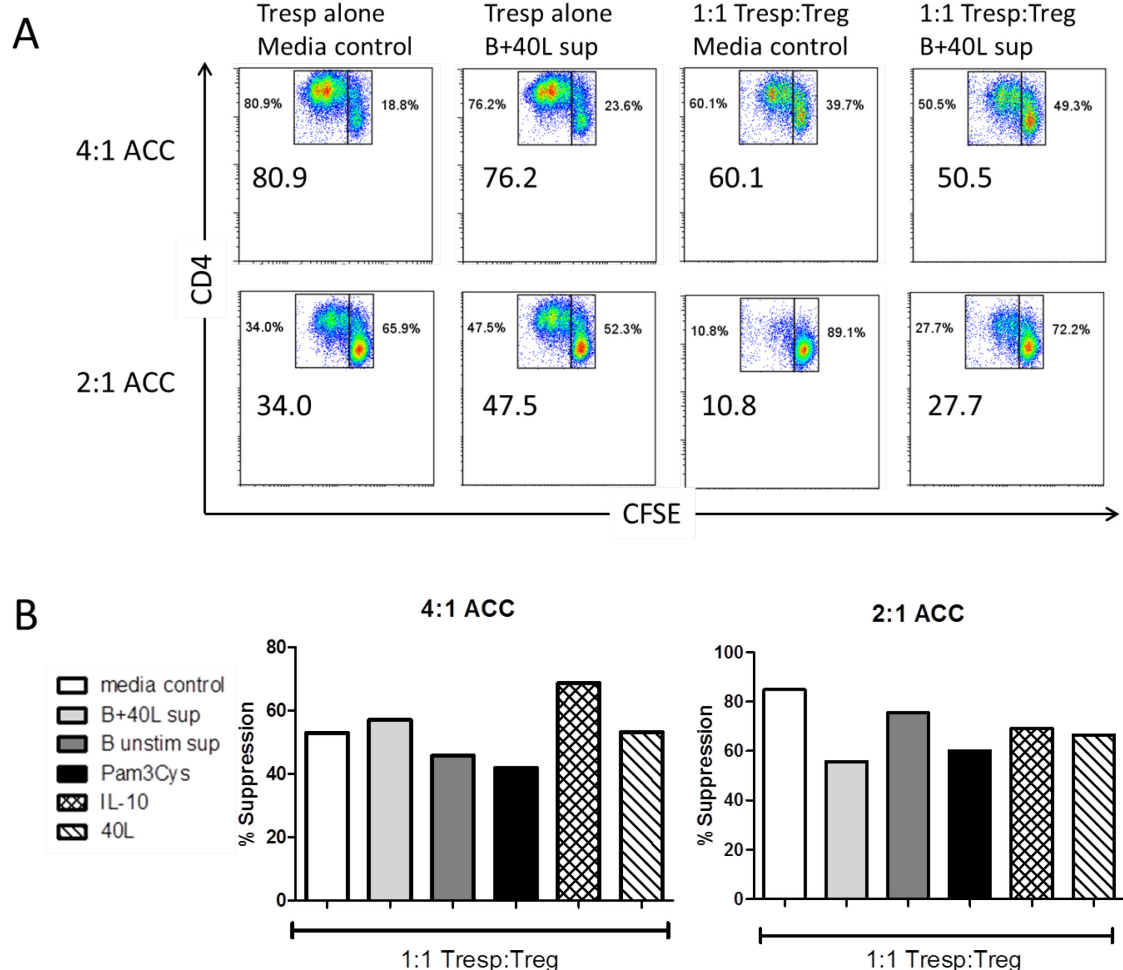 A
Tresp alone
Media control
Tresp alone
B+40L sup
1:1 Tresp:Treg
Media control
1:1 Tresp:Treg
B+40L sup
4:1 ACC
80.9%
18.8%
80.9
76.2%
23.6%
76.2
60.1%
39.7%
60.1
50.5%
49.3%
50.5
CD4
2:1 ACC
34.0%
65.9%
34.0
47.5%
52.3%
47.5
10.8%
89.1%
10.8
27.7%
72.2%
27.7
CFSE
B
media control
B+40L sup
B unstim sup
Pam3Cys
IL-10
40L
4:1 ACC
% Suppression
80
60
40
20
0
1:1 Tresp:Treg
2:1 ACC
% Suppression
100
80
60
40
20
0
1:1 Tresp:Treg